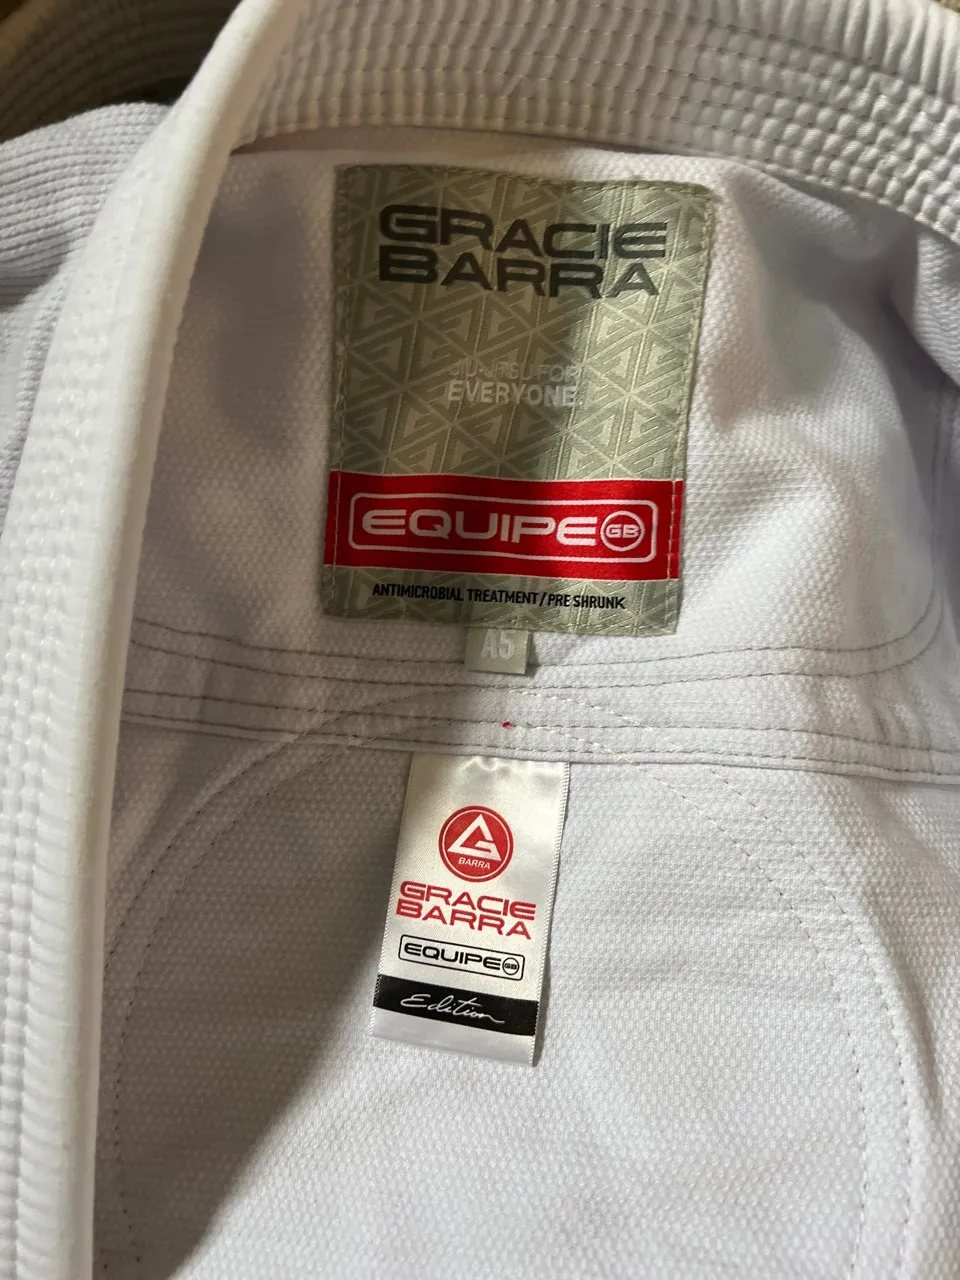 GRACIE
BARRA
JIU-JITSU FOR
EVERYONE
EQUIPE GB
ANTIMICROBIAL TREATMENT / PRE SHRUNK
A5
BARRA
GRACIE
BARRA
EQUIPE GB
Edition